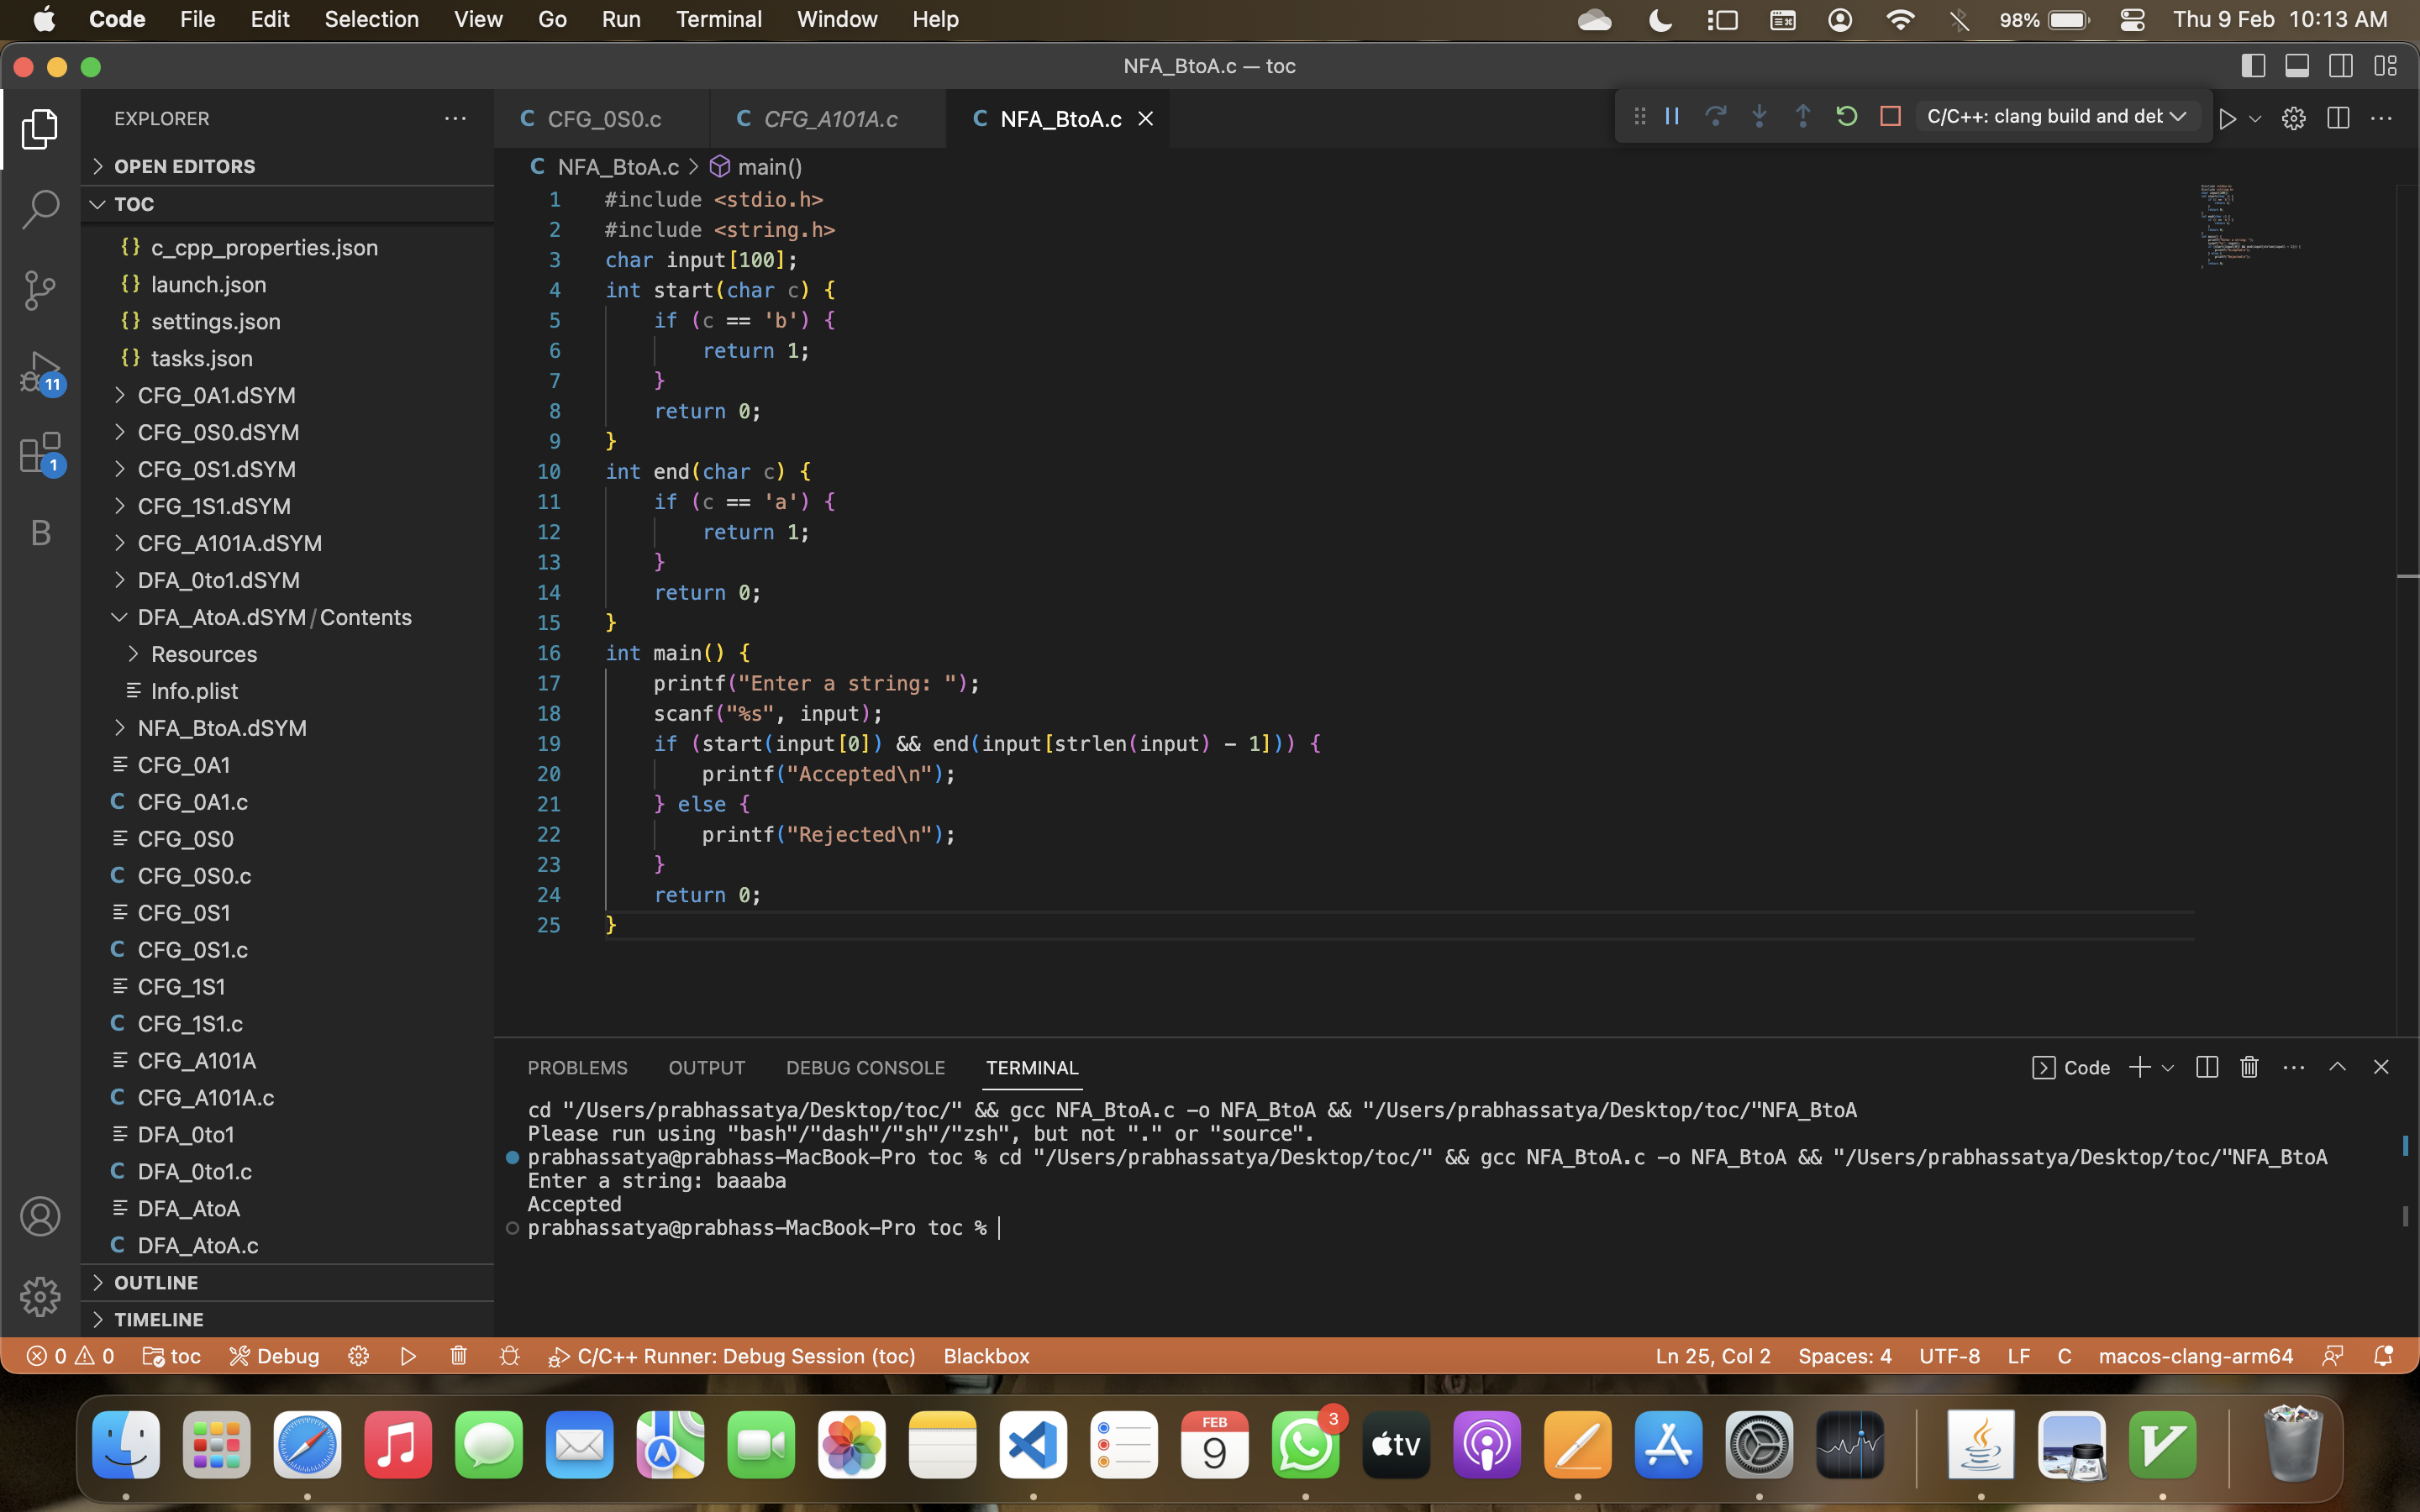 Code File Edit Selection View Go Run Terminal Window Help 98% Thu 9 Feb 10:13 AM
NFA_BtoA.c — toc
EXPLORER
OPEN EDITORS
TOC
c_cpp_properties.json
launch.json
settings.json
tasks.json
CFG_0A1.dSYM
CFG_0S0.dSYM
CFG_0S1.dSYM
CFG_1S1.dSYM
CFG_A101A.dSYM
DFA_0to1.dSYM
DFA_AtoA.dSYM/Contents
Resources
Info.plist
NFA_BtoA.dSYM
CFG_0A1
C CFG_0A1.c
CFG_0S0
C CFG_0S0.c
CFG_0S1
C CFG_0S1.c
CFG_1S1
C CFG_1S1.c
CFG_A101A
C CFG_A101A.c
DFA_0to1
C DFA_0to1.c
DFA_AtoA
C DFA_AtoA.c
OUTLINE
TIMELINE
11
1
B
C CFG_0S0.c C CFG_A101A.c C NFA_BtoA.c
C/C++: clang build and deb
C NFA_BtoA.c > main()
1 #include <stdio.h>
2 #include <string.h>
3 char input[100];
4 int start(char c) {
5 if (c == 'b') {
6 return 1;
7 }
8 return 0;
9 }
10 int end(char c) {
11 if (c == 'a') {
12 return 1;
13 }
14 return 0;
15 }
16 int main() {
17 printf("Enter a string: ");
18 scanf("%s", input);
19 if (start(input[0]) && end(input[strlen(input) - 1])) {
20 printf("Accepted\n");
21 } else {
22 printf("Rejected\n");
23 }
24 return 0;
25 }
PROBLEMS OUTPUT DEBUG CONSOLE TERMINAL Code
cd "/Users/prabhassatya/Desktop/toc/" && gcc NFA_BtoA.c -o NFA_BtoA && "/Users/prabhassatya/Desktop/toc/"NFA_BtoA
Please run using "bash"/"dash"/"sh"/"zsh", but not "." or "source".
prabhassatya@prabhass-MacBook-Pro toc % cd "/Users/prabhassatya/Desktop/toc/" && gcc NFA_BtoA.c -o NFA_BtoA && "/Users/prabhassatya/Desktop/toc/"NFA_BtoA
Enter a string: baaaba
Accepted
prabhassatya@prabhass-MacBook-Pro toc %
0 0 toc Debug C/C++ Runner: Debug Session (toc) Blackbox Ln 25, Col 2 Spaces: 4 UTF-8 LF C macos-clang-arm64
FEB
9
3
tv